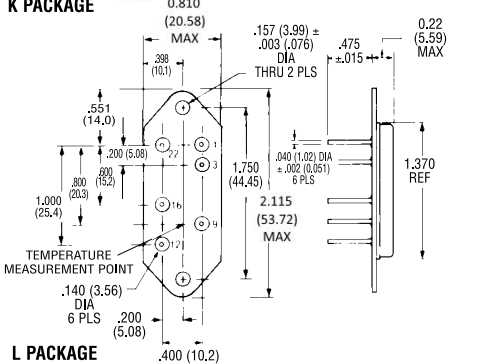 K PACKAGE
0.810
(20.58)
MAX
.157 (3.99) ±
.003 (.076)
DIA
THRU 2 PLS
.475
±.015
0.22
(5.59)
MAX
.398
(10.1)
.551
(14.0)
.200 (5.08)
22
1
3
.040 (1.02) DIA
± .002 (0,051)
6 PLS
1.370
REF
1.750
(44.45)
.600
(15.2)
.800
(20.3)
1.000
(25.4)
16
2.115
(53.72)
MAX
9
12
TEMPERATURE
MEASUREMENT POINT
.140 (3.56)
DIA
6 PLS
.200
(5.08)
.400 (10.2)
L PACKAGE